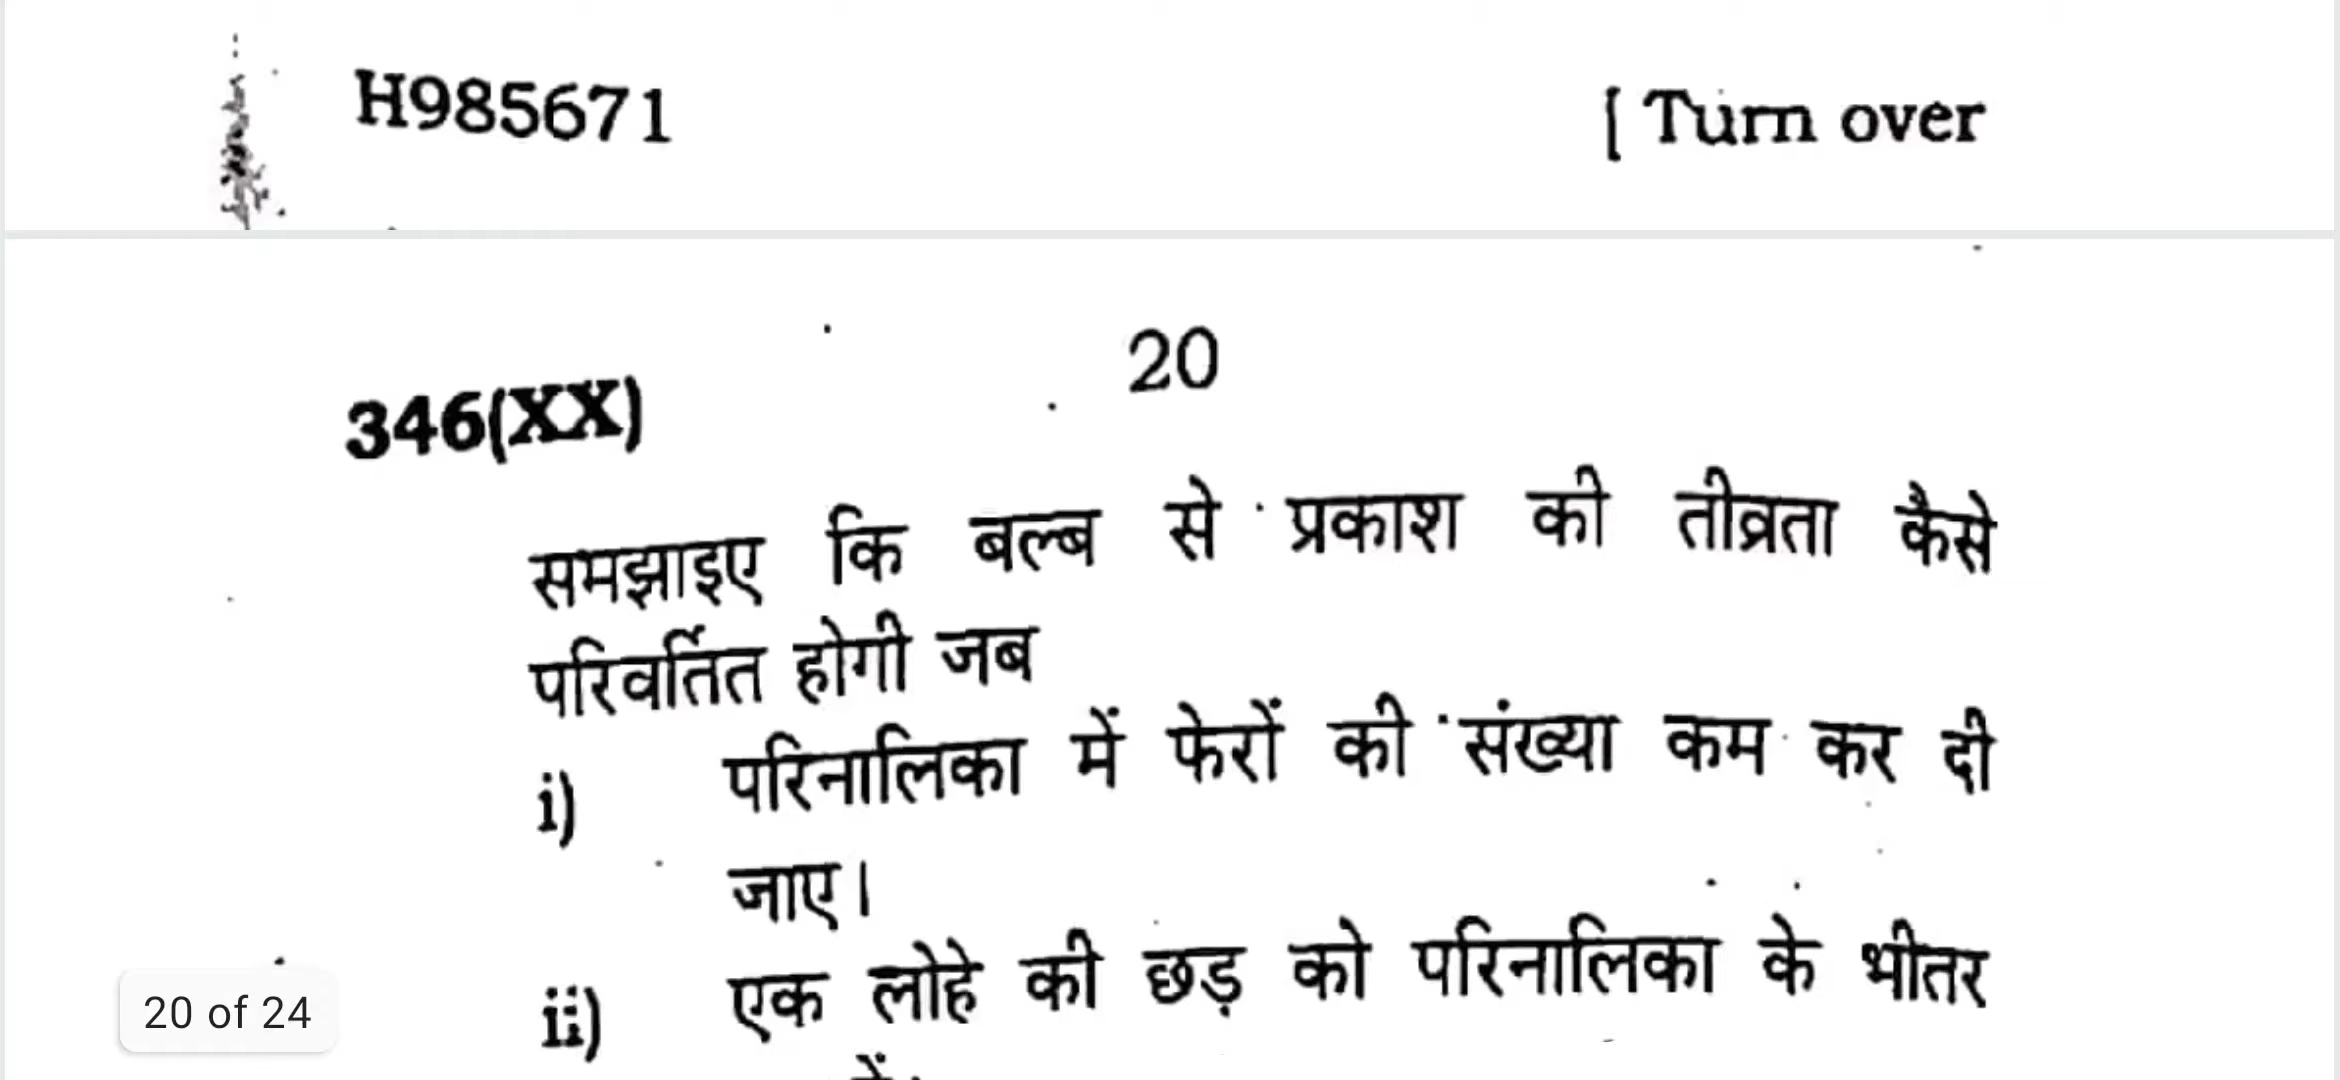 H985671 [ Turn over
20
346(XX)
समझाइए कि बल्ब से प्रकाश की तीव्रता कैसे
परिवर्तित होगी जब
i) परिनालिका में फेरों की संख्या कम कर दी
जाए।
ii) एक लोहे की छड़ को परिनालिका के भीतर
20 of 24